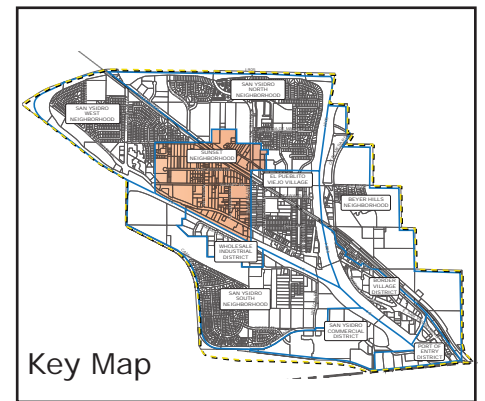 SAN YSIDRO
NORTH
NEIGHBORHOOD
SAN YSIDRO
WEST
NEIGHBORHOOD
SUNSET
NEIGHBORHOOD
EL PUEBLITO
VIEJO VILLAGE
BEYER HILLS
NEIGHBORHOOD
WHOLESALE
INDUSTRIAL
DISTRICT
BORDER
VILLAGE
DISTRICT
SAN YSIDRO
SOUTH
NEIGHBORHOOD
SAN YSIDRO
COMMERCIAL
DISTRICT
PORT OF
ENTRY
DISTRICT
Key Map